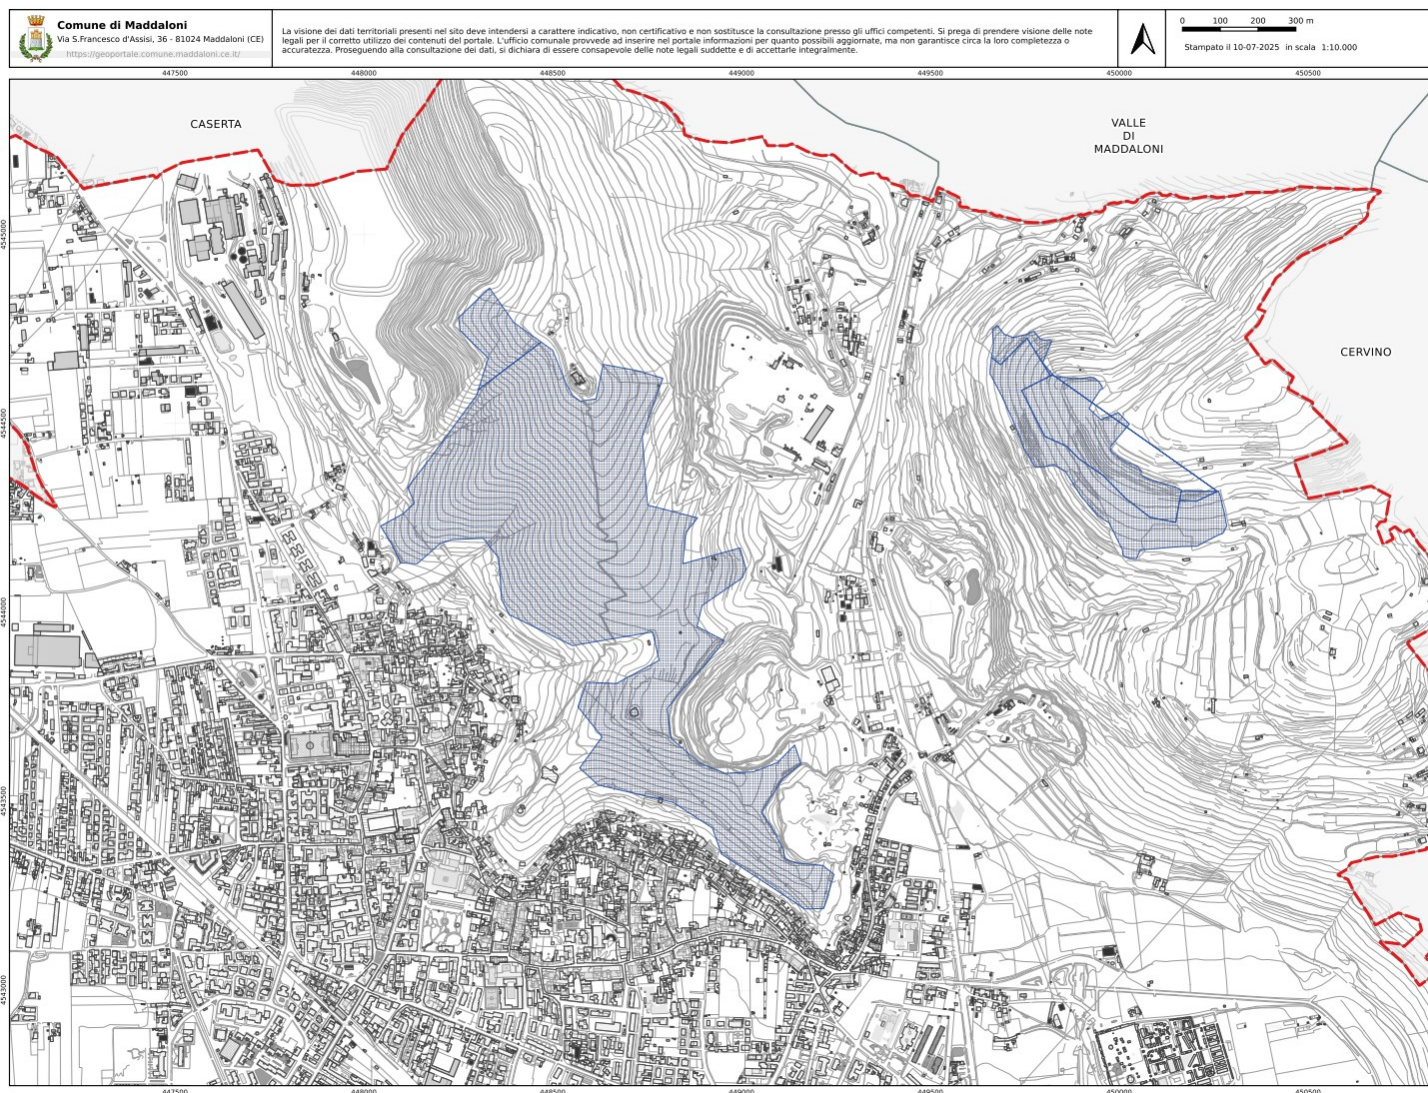 Comune di Maddaloni
Via S.Francesco d'Assisi, 36 - 81024 Maddaloni (CE)
https://geoportale.comune.maddaloni.ce.it/
La visione dei dati territoriali presenti nel sito deve intendersi a carattere indicativo, non certificativo e non sostituisce la consultazione presso gli uffici competenti. Si prega di prendere visione delle note
legali per il corretto utilizzo dei contenuti del portale. L'ufficio comunale provvede ad inserire nel portale informazioni per quanto possibili aggiornate, ma non garantisce circa la loro completezza o
accuratezza. Proseguendo alla consultazione dei dati, si dichiara di essere consapevole delle note legali suddette e di accettarle integralmente.
0 100 200 300 m
Stampato il 10-07-2025 in scala 1:10.000
447500 448000 448500 449000 449500 450000 450500
CASERTA
VALLE
DI
MADDALONI
CERVINO
4545000
4544500
4544000
4543500
4543000
447500 448000 448500 449000 449500 450000 450500